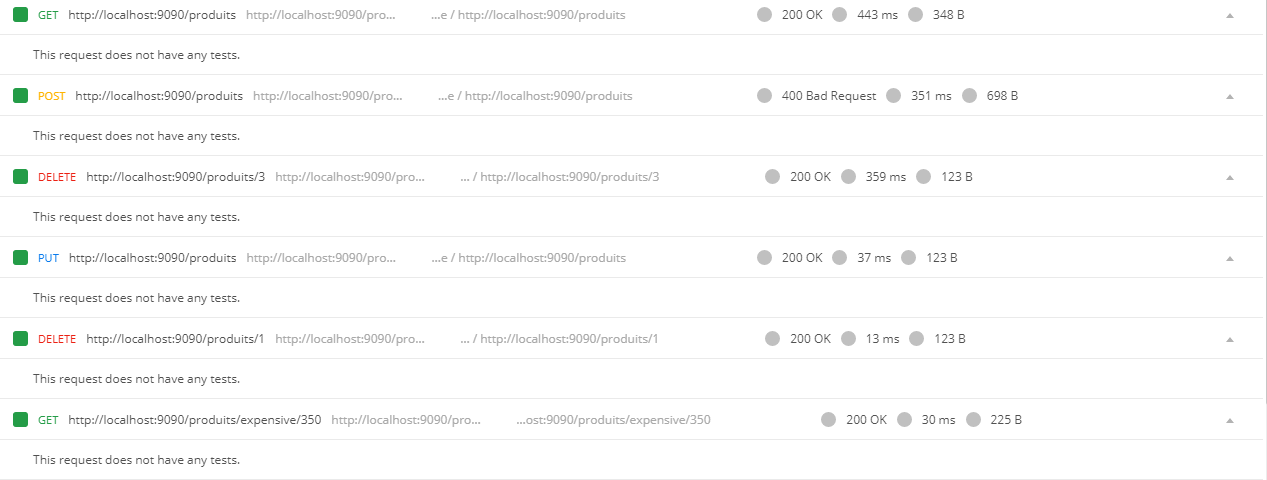 GET http://localhost:9090/produits http://localhost:9090/pro... ...e / http://localhost:9090/produits 200 OK 443 ms 348 B
This request does not have any tests.
POST http://localhost:9090/produits http://localhost:9090/pro... ...e / http://localhost:9090/produits 400 Bad Request 351 ms 698 B
This request does not have any tests.
DELETE http://localhost:9090/produits/3 http://localhost:9090/pro... ... / http://localhost:9090/produits/3 200 OK 359 ms 123 B
This request does not have any tests.
PUT http://localhost:9090/produits http://localhost:9090/pro... ...e / http://localhost:9090/produits 200 OK 37 ms 123 B
This request does not have any tests.
DELETE http://localhost:9090/produits/1 http://localhost:9090/pro... ... / http://localhost:9090/produits/1 200 OK 13 ms 123 B
This request does not have any tests.
GET http://localhost:9090/produits/expensive/350 http://localhost:9090/pro... ...ost:9090/produits/expensive/350 200 OK 30 ms 225 B
This request does not have any tests.